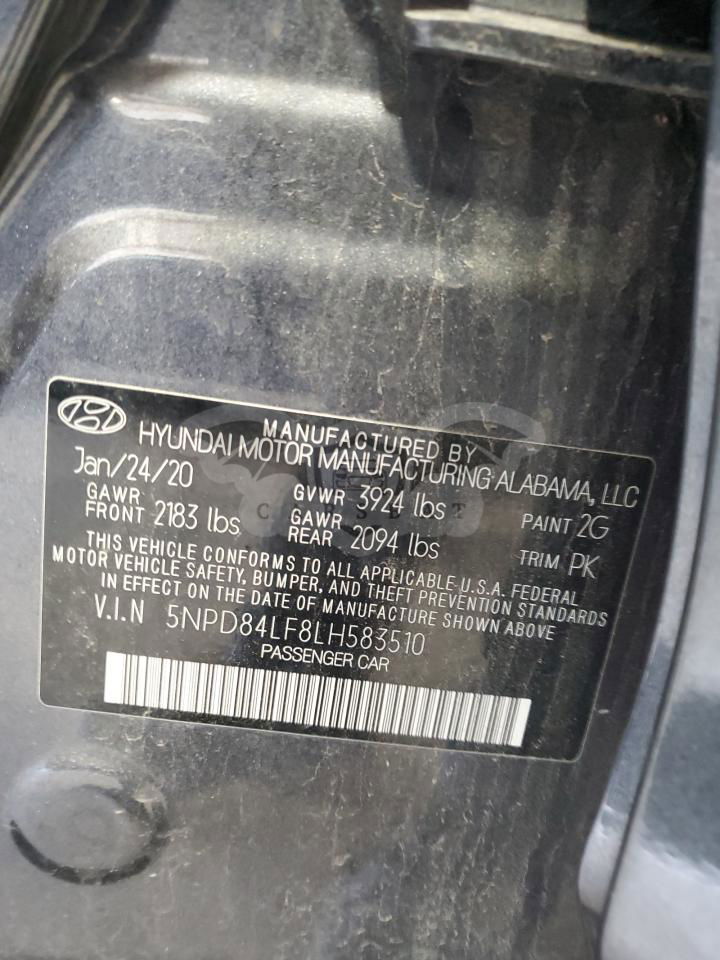 MANUFACTURED BY
HYUNDAI MOTOR MANUFACTURING ALABAMA, LLC
Jan/24/20
GAWR FRONT 2183 lbs GVWR 3924 lbs PAINT 2G
GAWR REAR 2094 lbs TRIM PK
THIS VEHICLE CONFORMS TO ALL APPLICABLE U.S.A. FEDERAL
MOTOR VEHICLE SAFETY, BUMPER, AND THEFT PREVENTION STANDARDS
IN EFFECT ON THE DATE OF MANUFACTURE SHOWN ABOVE
V.I.N 5NPD84LF8LH583510
PASSENGER CAR